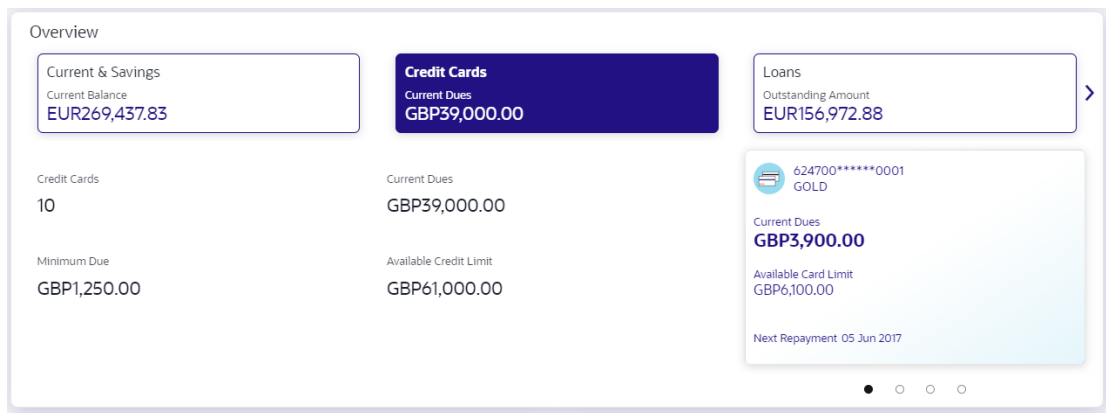 Overview
Current & Savings
Current Balance
EUR269,437.83
Credit Cards
Current Dues
GBP39,000.00
Loans
Outstanding Amount
EUR156,972.88
Credit Cards
10
Current Dues
GBP39,000.00
Minimum Due
GBP1,250.00
Available Credit Limit
GBP61,000.00
624700******0001
GOLD
Current Dues
GBP3,900.00
Available Card Limit
GBP6,100.00
Next Repayment 05 Jun 2017